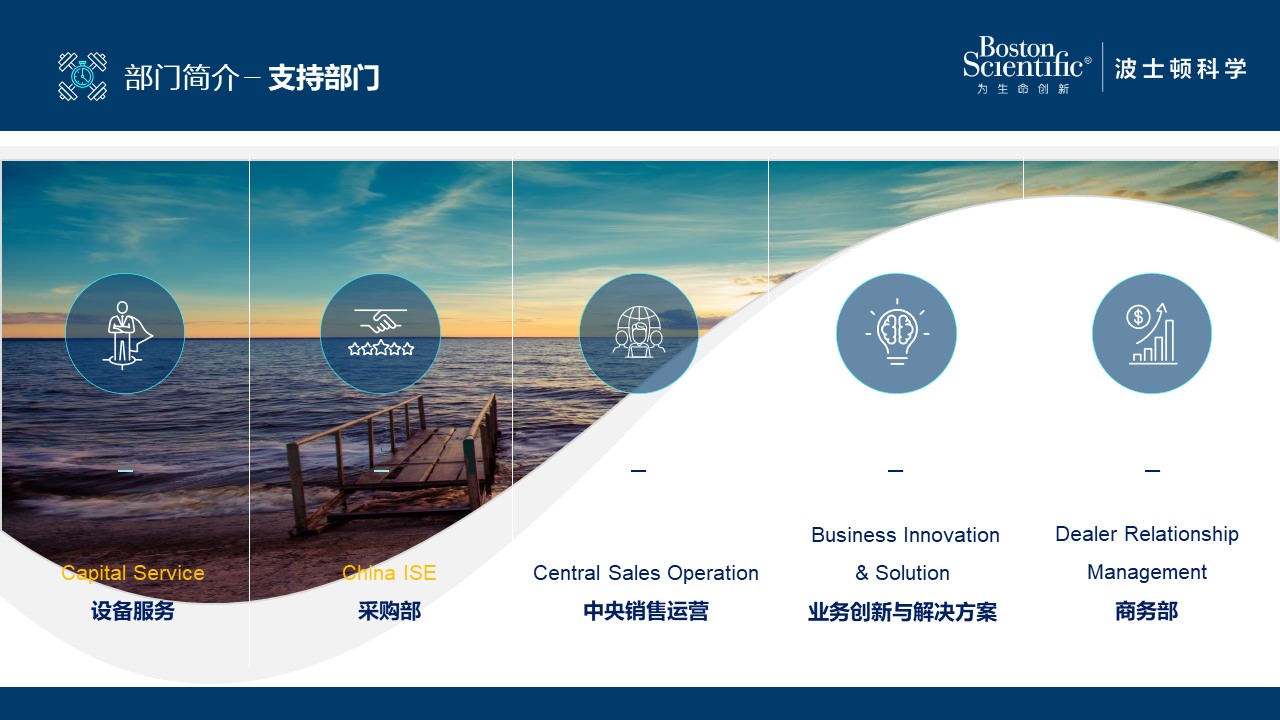 部门简介 — 支持部门
Boston
Scientific®
为生命创新
波士顿科学
Capital Service
设备服务
China ISE
采购部
Central Sales Operation
中央销售运营
Business Innovation
& Solution
业务创新与解决方案
Dealer Relationship
Management
商务部